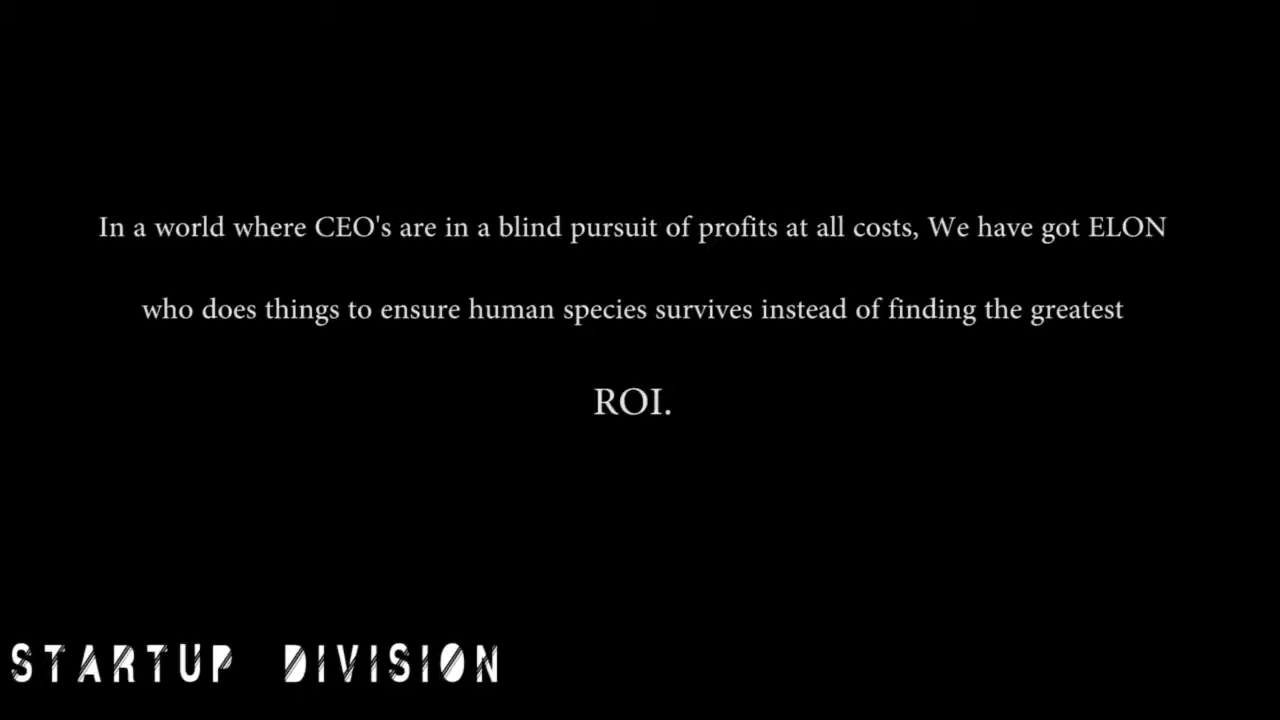 In a world where CEO's are in a blind pursuit of profits at all costs, We have got ELON
who does things to ensure human species survives instead of finding the greatest
ROI.
STARTUP DIVISION